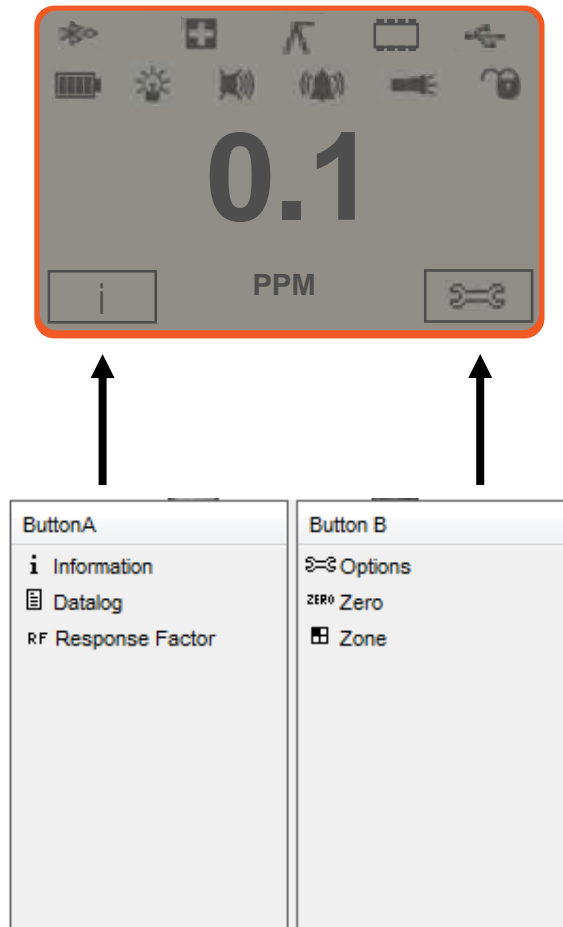 0.1
PPM
i
ButtonA
i Information
Datalog
RF Response Factor
Button B
Options
ZERO Zero
Zone